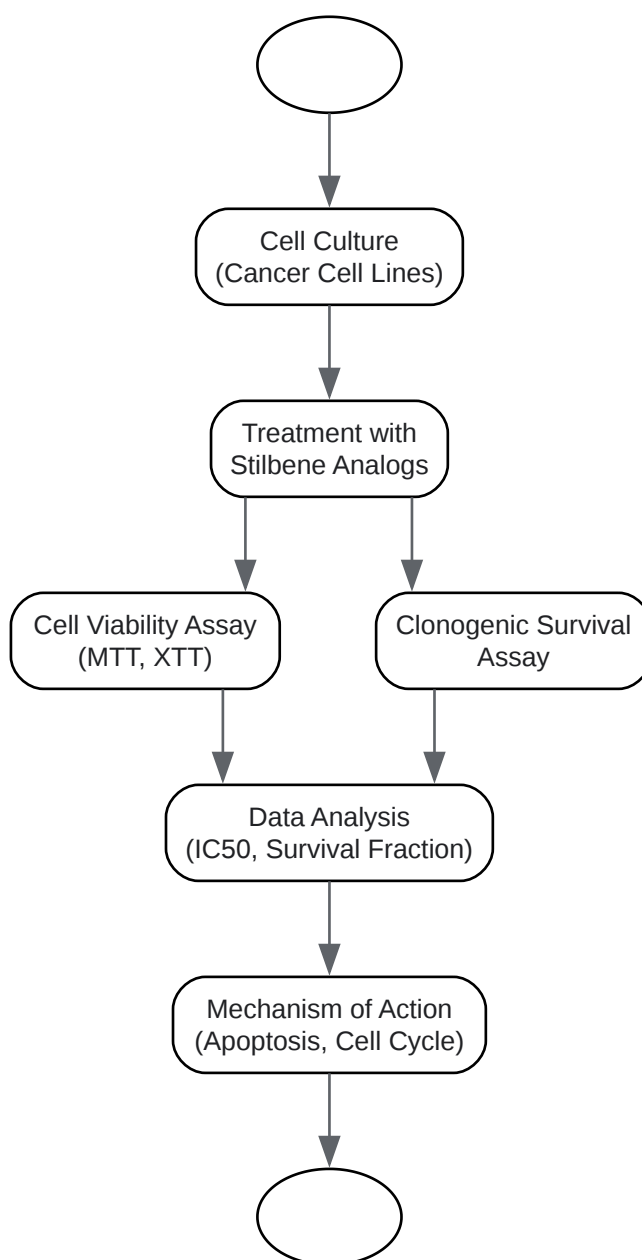 Cell Culture
(Cancer Cell Lines)
Treatment with
Stilbene Analogs
Cell Viability Assay
(MTT, XTT)
Clonogenic Survival
Assay
Data Analysis
(IC50, Survival Fraction)
Mechanism of Action
(Apoptosis, Cell Cycle)